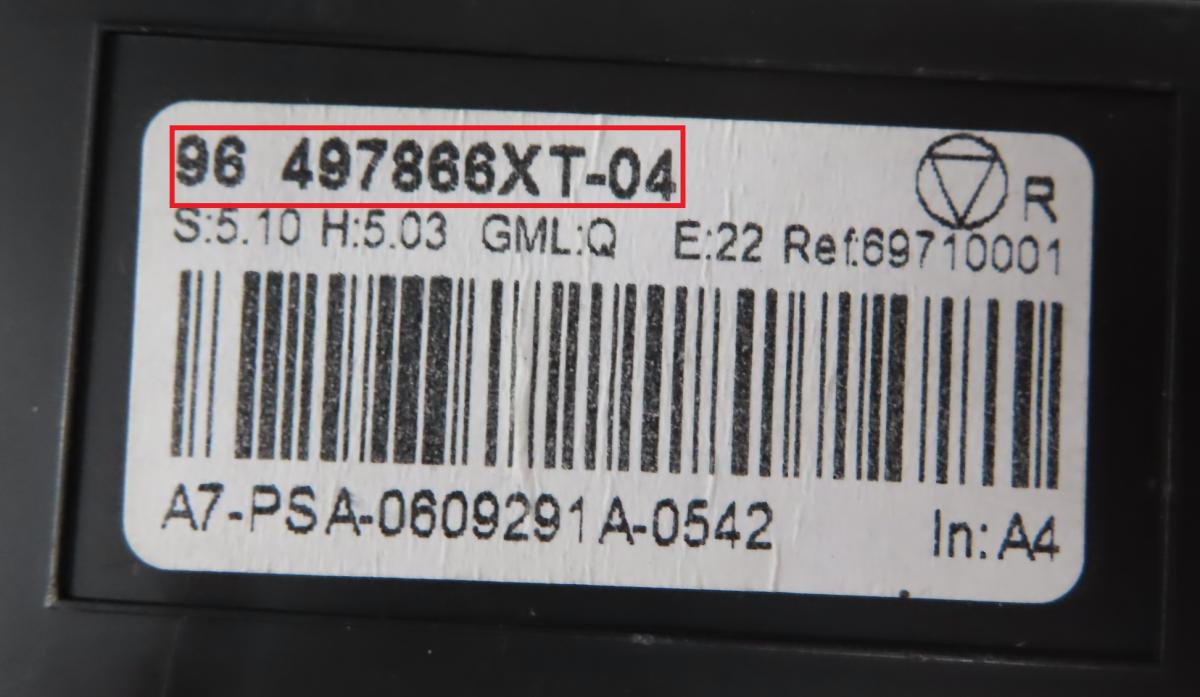 96 497866XT-04
R
S:5.10 H:5.03 GML:Q E:22 Ref:69710001
A7-PSA-0609291A-0542 In: A4